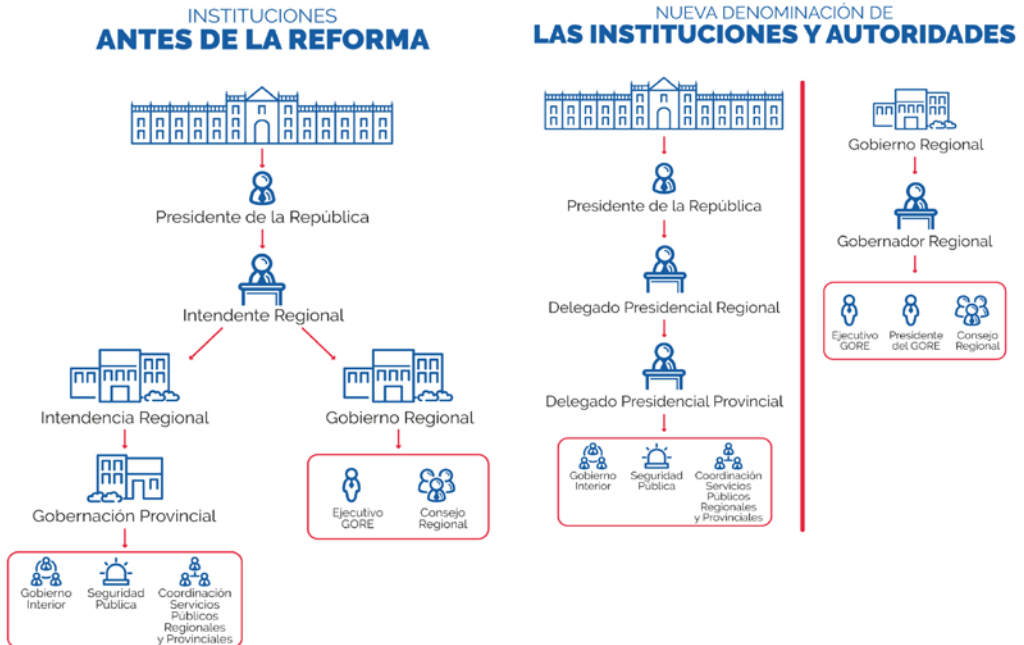 INSTITUCIONES
ANTES DE LA REFORMA
Presidente de la República
Intendente Regional
Intendencia Regional
Gobierno Regional
Gobernación Provincial
Ejecutivo
GORE
Consejo
Regional
Gobierno
Interior
Seguridad
Pública
Coordinación
Servicios
Públicos
Regionales
y Provinciales
NUEVA DENOMINACIÓN DE
LAS INSTITUCIONES Y AUTORIDADES
Presidente de la República
Delegado Presidencial Regional
Delegado Presidencial Provincial
Gobierno
Interior
Seguridad
Pública
Coordinación
Servicios
Públicos
Regionales
y Provinciales
Gobierno Regional
Gobernador Regional
Ejecutivo
GORE
Presidente
del GORE
Consejo
Regional